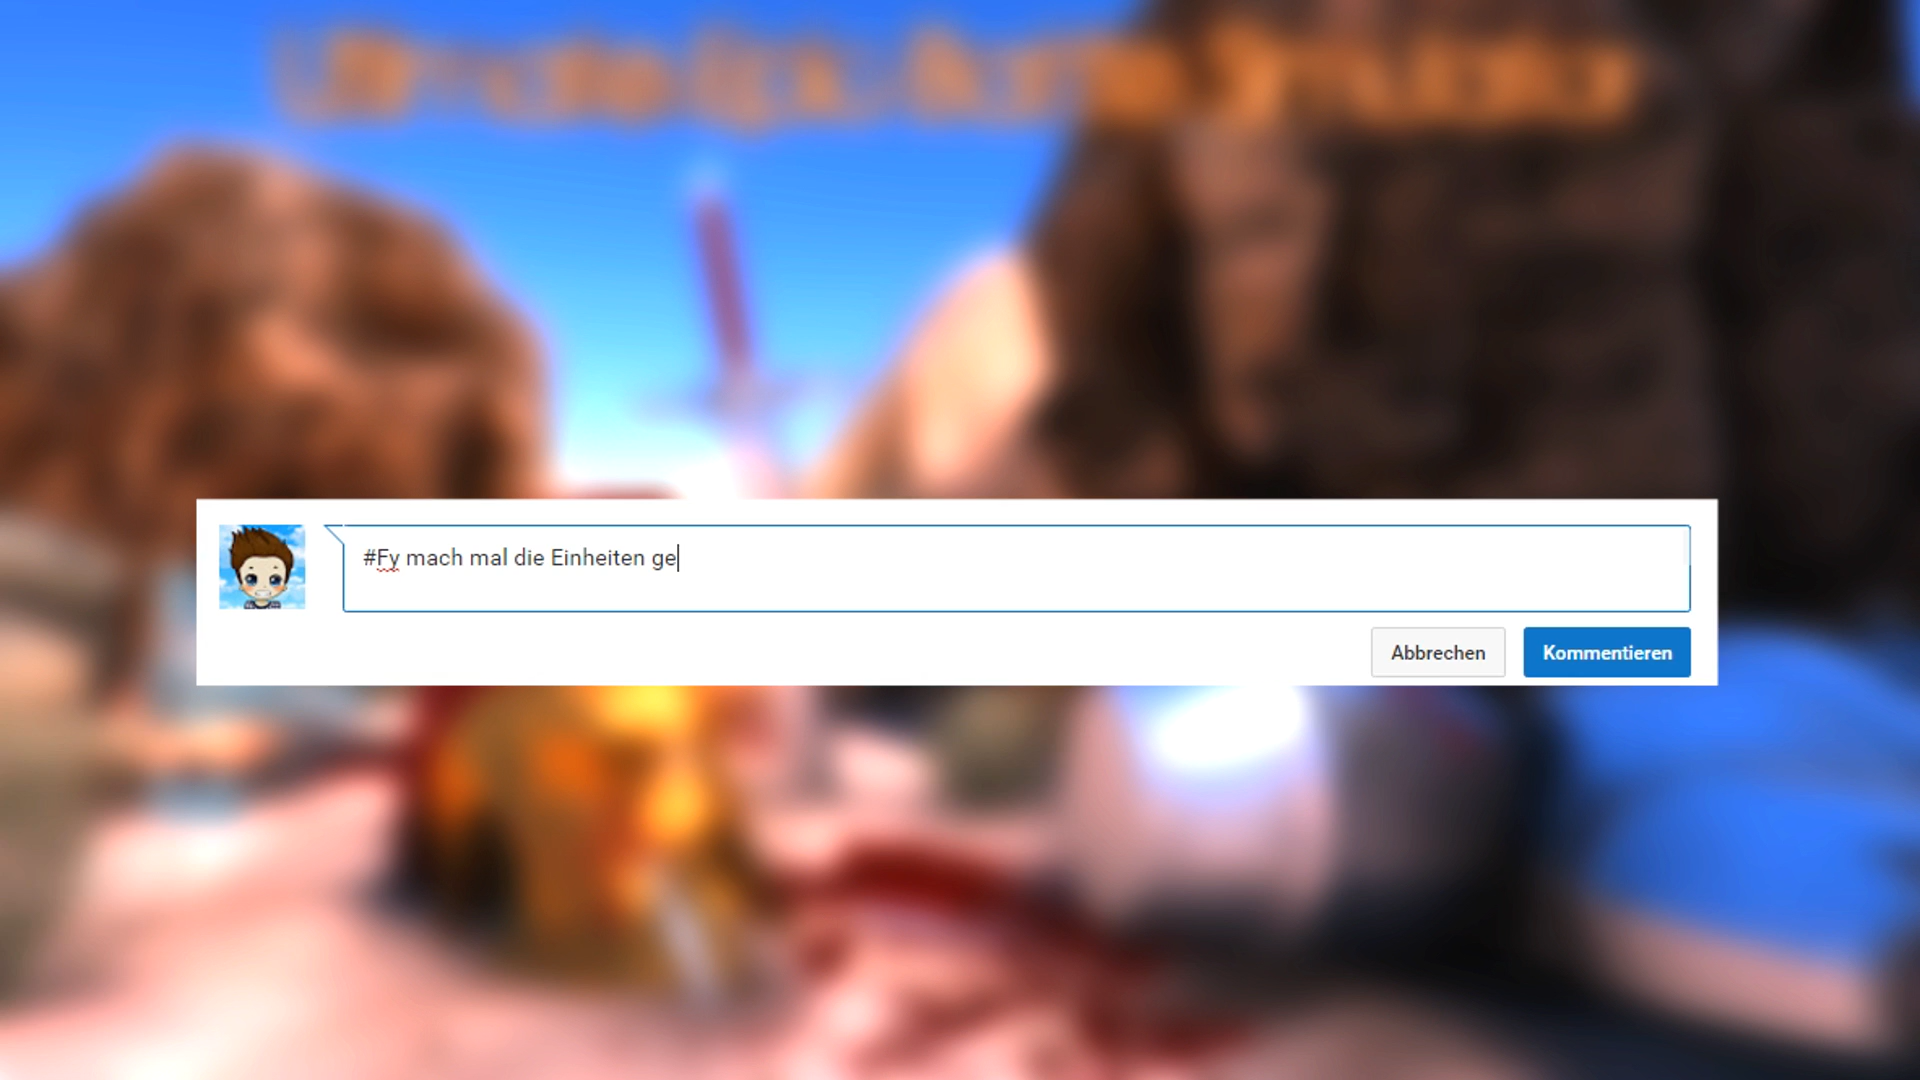 #Fy mach mal die Einheiten ge
Abbrechen
Kommentieren